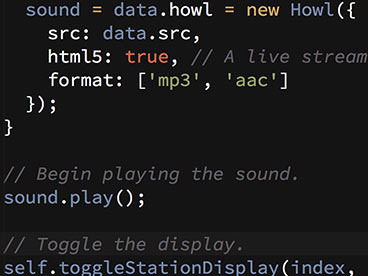 sound = data.howl = new Howl({
src: data.src,
html5: true, // A live stream
format: ['mp3', 'aac']
});
}
// Begin playing the sound.
sound.play();
// Toggle the display.
self.toggleStationDisplay(index,